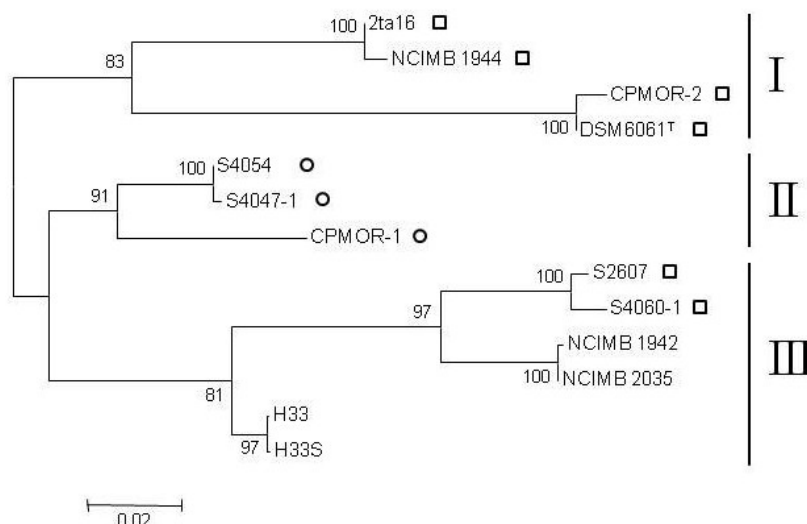 2ta16
100
NCIMB 1944
83
I
CPMOR-2
100
DSM6061ᵀ
S4054
100
S4047-1
91
II
CPMOR-1
S2607
100
S4060-1
97
NCIMB 1942
III
100
NCIMB 2035
81
H33
97
H33S
0.02